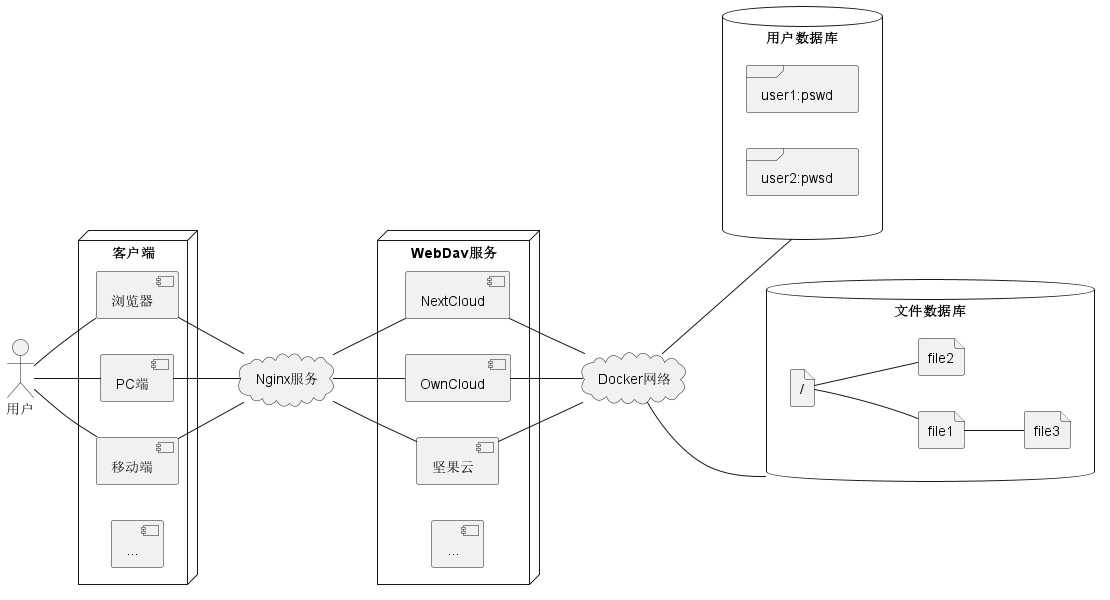 用户
客户端
浏览器
PC端
移动端
...
Nginx服务
WebDav服务
NextCloud
OwnCloud
坚果云
...
Docker网络
用户数据库
user1:pswd
user2:pwsd
文件数据库
/
file2
file1
file3